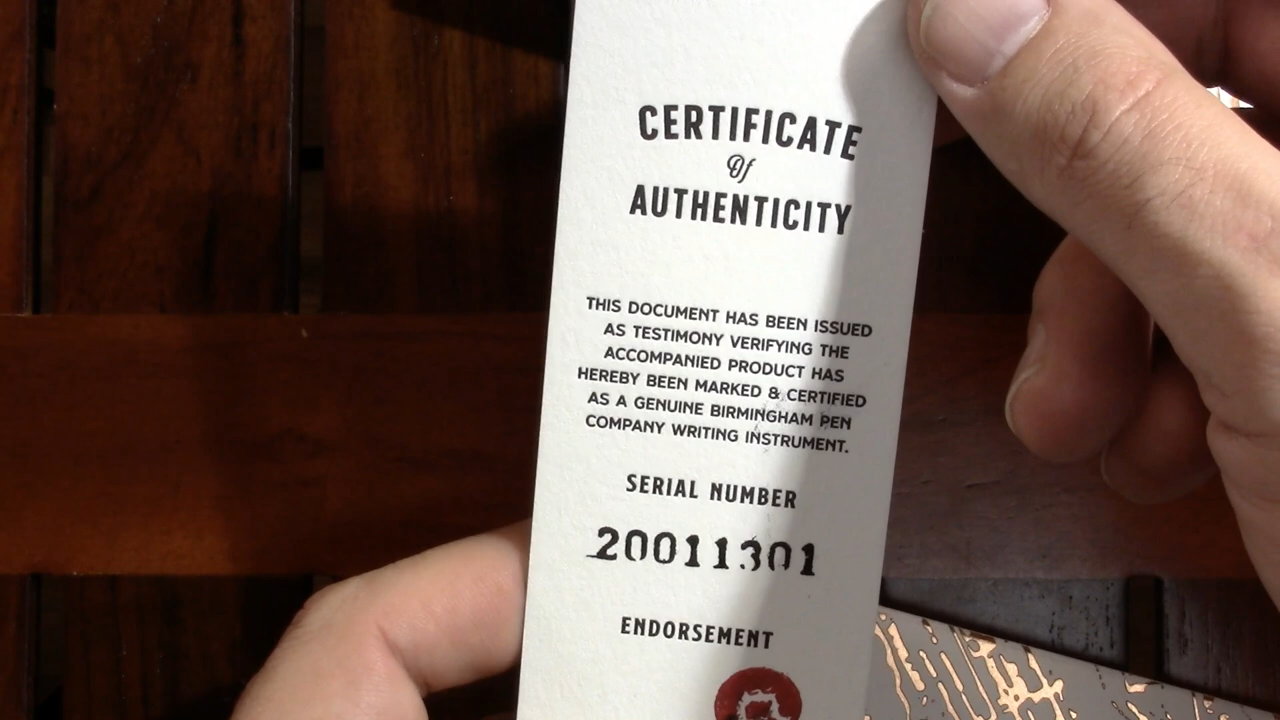 CERTIFICATE
Of
AUTHENTICITY
THIS DOCUMENT HAS BEEN ISSUED
AS TESTIMONY VERIFYING THE
ACCOMPANIED PRODUCT HAS
HEREBY BEEN MARKED & CERTIFIED
AS A GENUINE BIRMINGHAM PEN
COMPANY WRITING INSTRUMENT.
SERIAL NUMBER
20011301
ENDORSEMENT